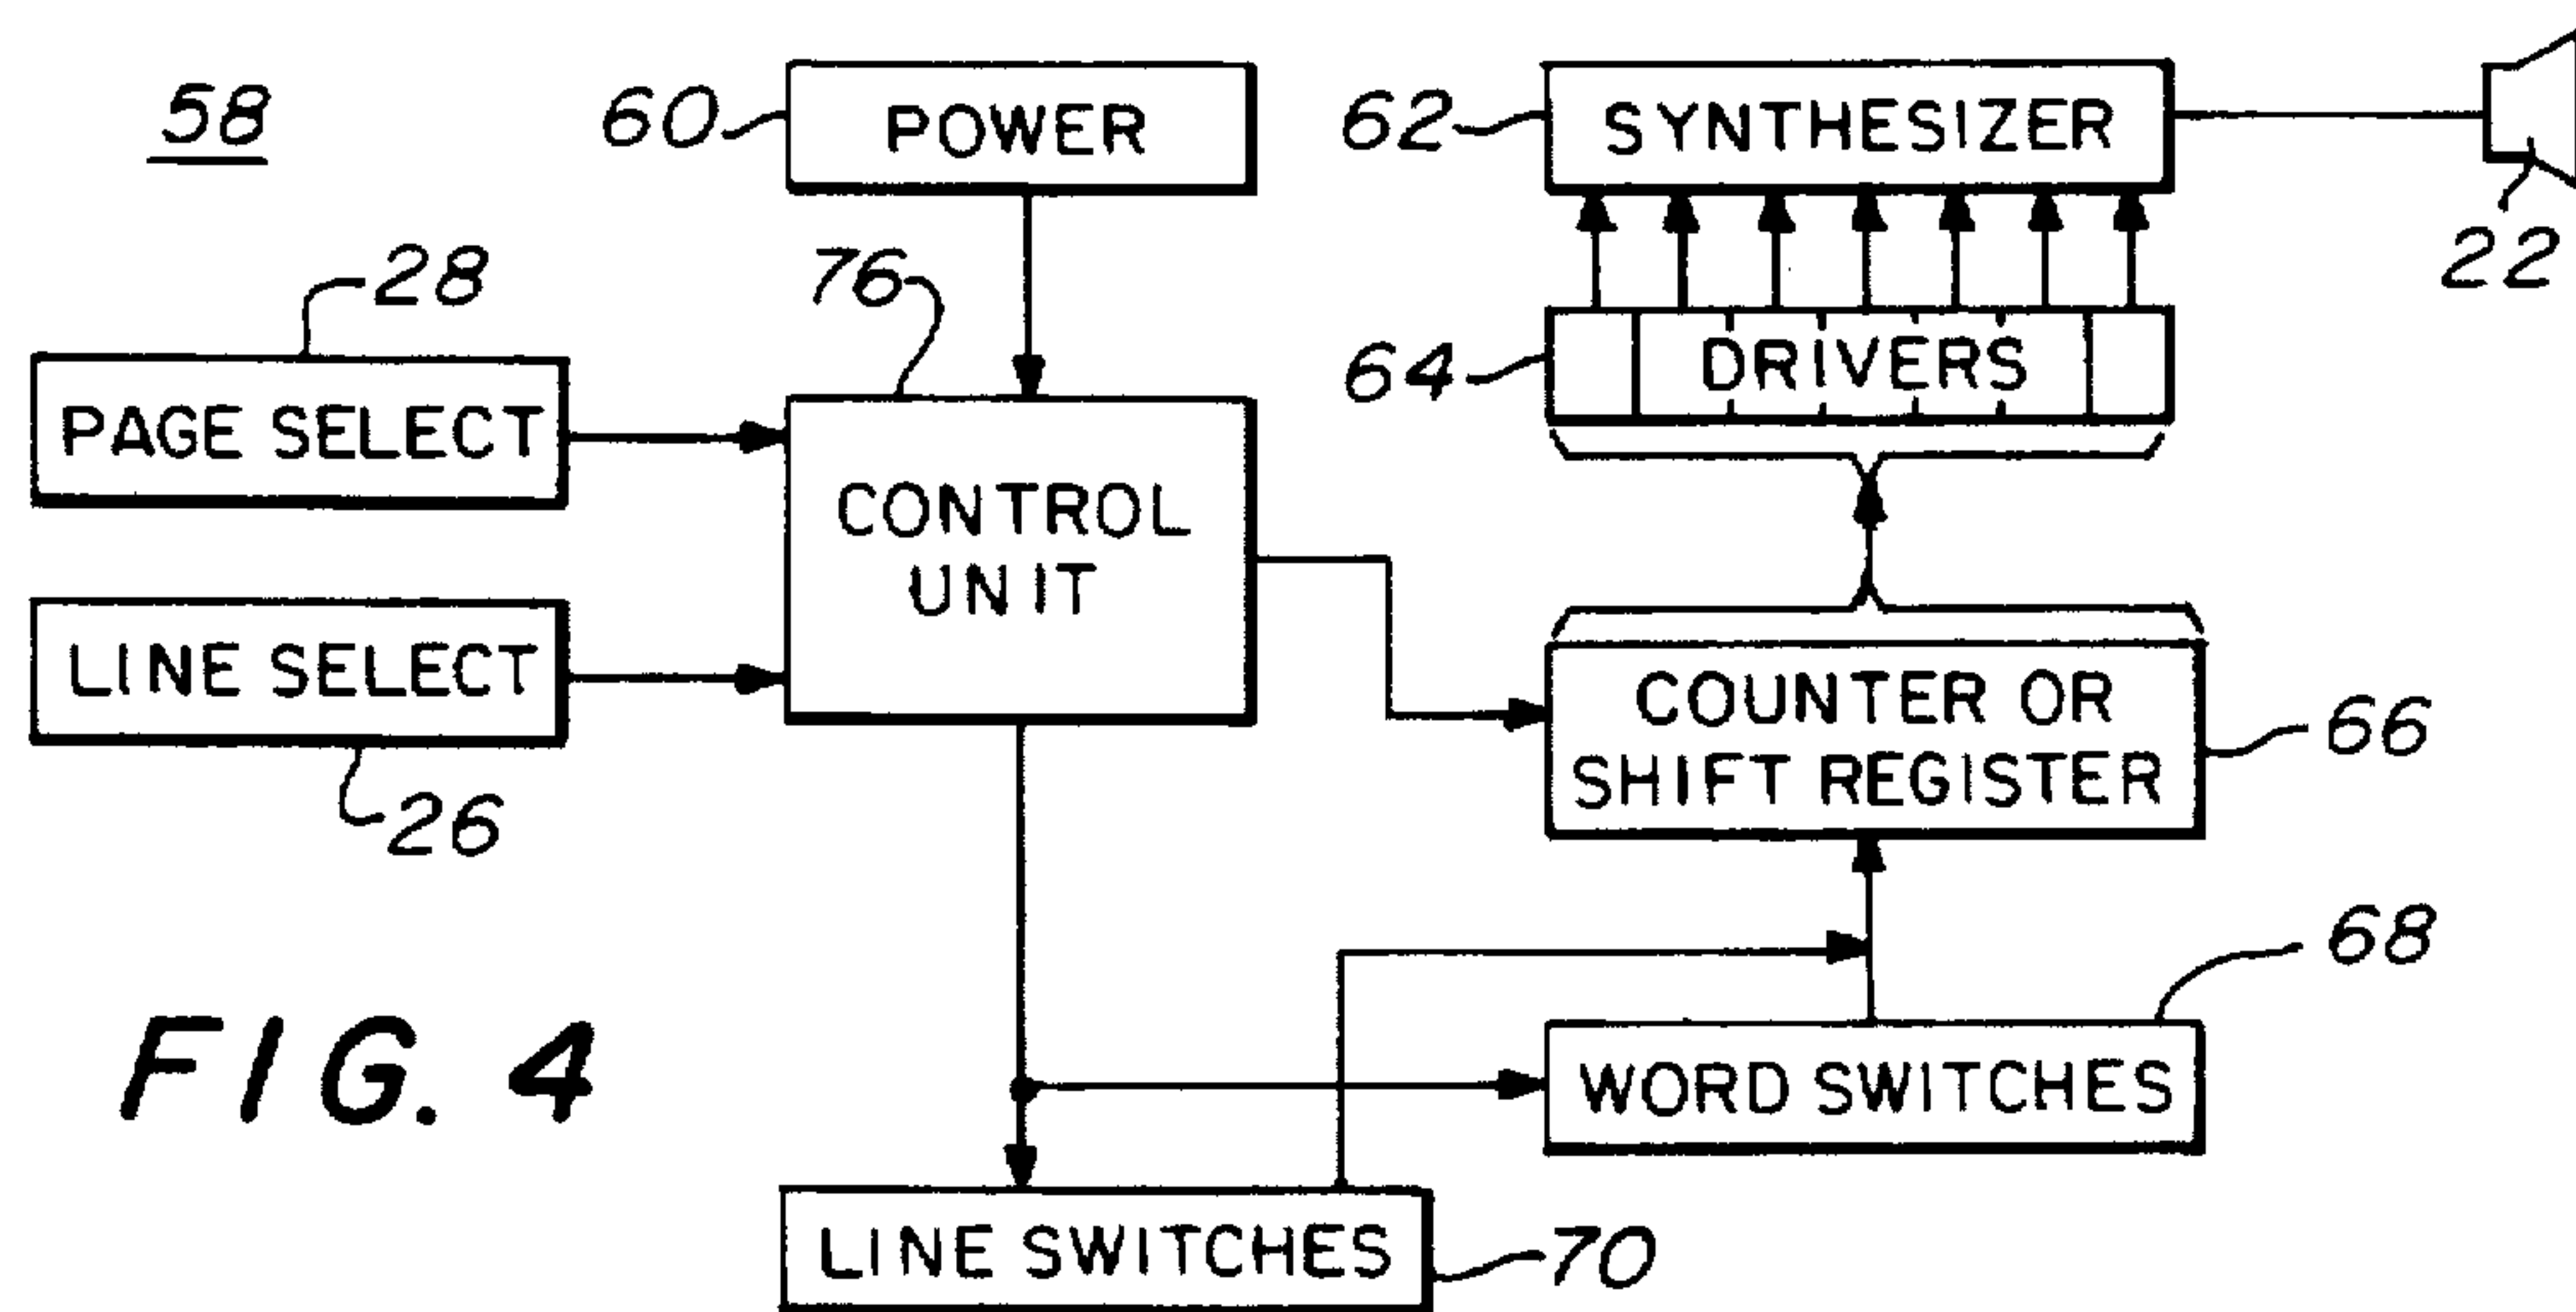 58
60
POWER
62
SYNTHESIZER
22
28
76
PAGE SELECT
64
DRIVERS
CONTROL
UNIT
LINE SELECT
26
COUNTER OR
SHIFT REGISTER
66
68
WORD SWITCHES
FIG. 4
LINE SWITCHES
70